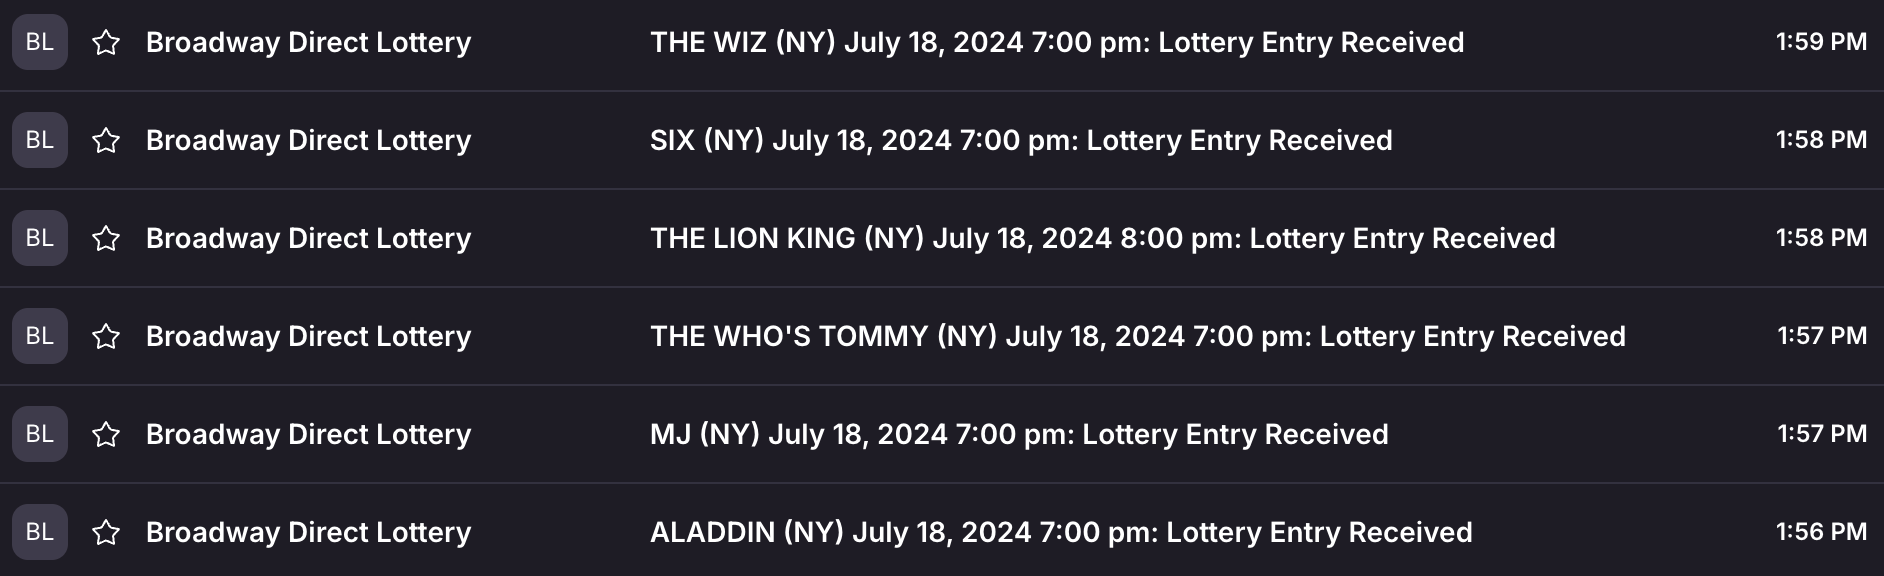 BL Broadway Direct Lottery THE WIZ (NY) July 18, 2024 7:00 pm: Lottery Entry Received 1:59 PM
BL Broadway Direct Lottery SIX (NY) July 18, 2024 7:00 pm: Lottery Entry Received 1:58 PM
BL Broadway Direct Lottery THE LION KING (NY) July 18, 2024 8:00 pm: Lottery Entry Received 1:58 PM
BL Broadway Direct Lottery THE WHO'S TOMMY (NY) July 18, 2024 7:00 pm: Lottery Entry Received 1:57 PM
BL Broadway Direct Lottery MJ (NY) July 18, 2024 7:00 pm: Lottery Entry Received 1:57 PM
BL Broadway Direct Lottery ALADDIN (NY) July 18, 2024 7:00 pm: Lottery Entry Received 1:56 PM